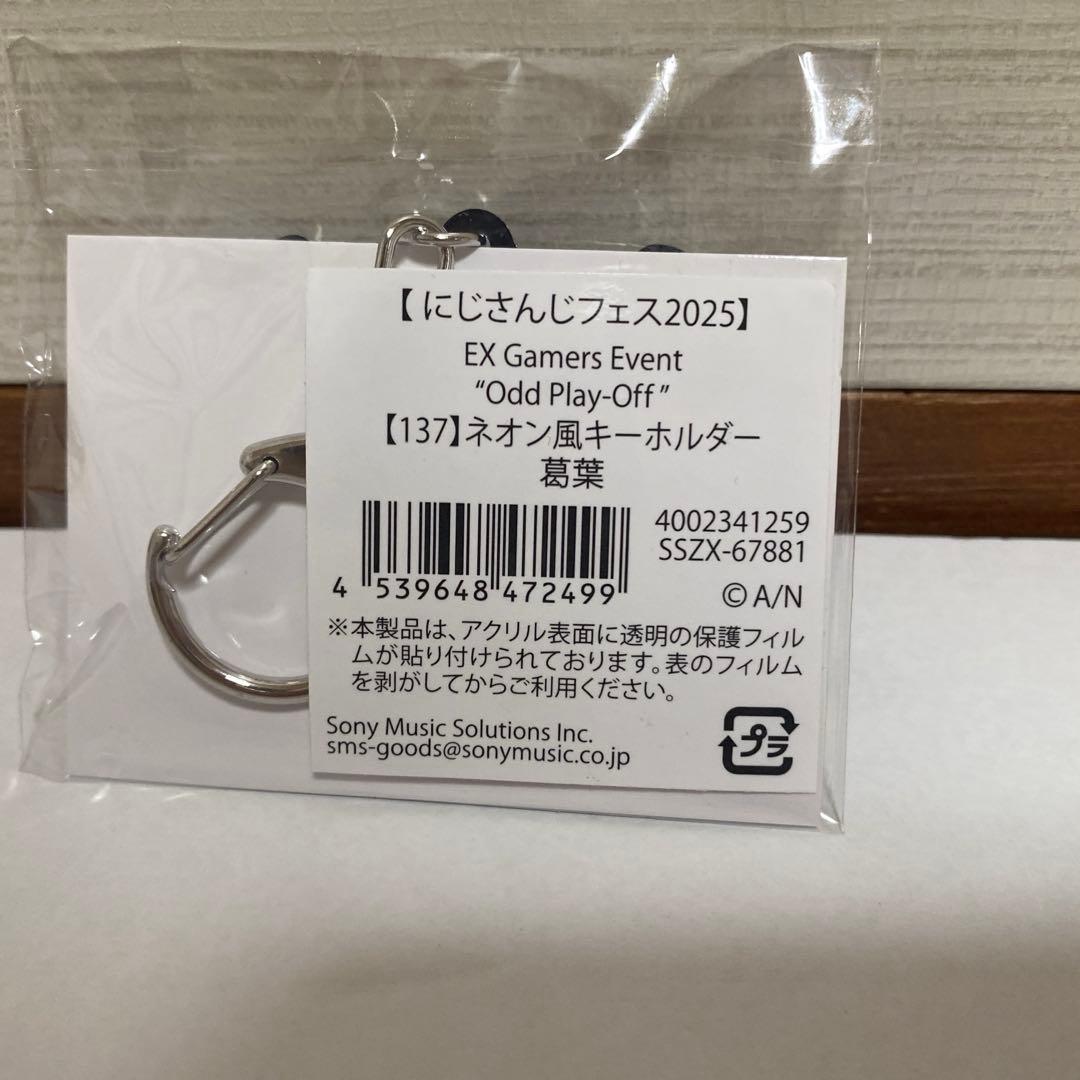 【にじさんじフェス2025】
EX Gamers Event
“Odd Play-Off”
【137】ネオン風キーホルダー
葛葉
4002341259
SSZX-67881
4 539648 472499
© A/N
※本製品は、アクリル表面に透明の保護フィル
ムが貼り付けられております。表のフィルム
を剥がしてからご利用ください。
Sony Music Solutions Inc.
sms-goods@sonymusic.co.jp
プラ